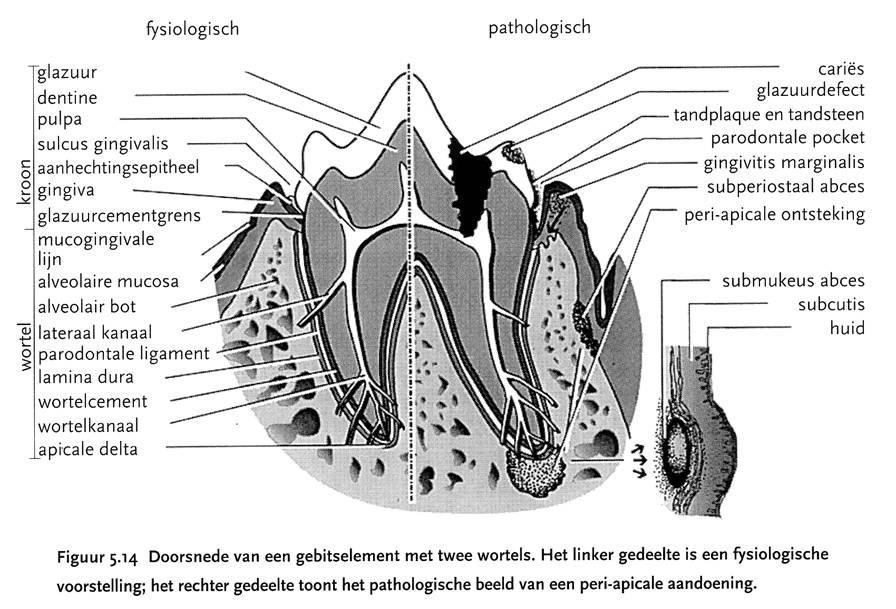 fysiologisch
pathologisch
glazuur
dentine
pulpa
sulcus gingivalis
aanhechtingsepitheel
gingiva
glazuurcementgrens
mucogingivale
lijn
alveolaire mucosa
alveolair bot
lateraal kanaal
parodontale ligament
lamina dura
wortelcement
wortelkanaal
apicale delta
kroon
wortel
cariës
glazuurdefect
tandplaque en tandsteen
parodontale pocket
gingivitis marginalis
subperiostaal abces
peri-apicale ontsteking
submukeus abces
subcutis
huid
Figuur 5.14 Doorsnede van een gebitselement met twee wortels. Het linker gedeelte is een fysiologische
voorstelling; het rechter gedeelte toont het pathologische beeld van een peri-apicale aandoening.